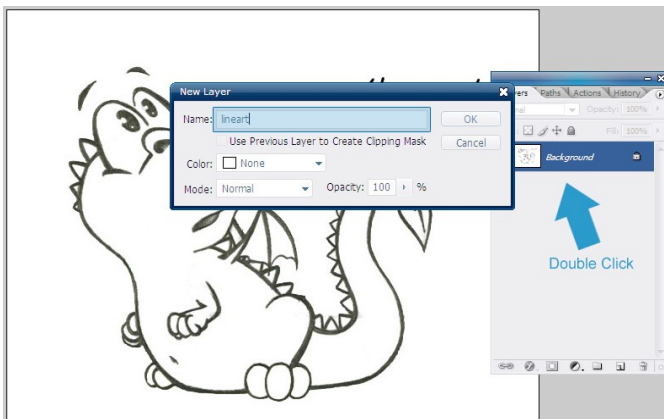 New Layer
Name: lineart
OK
Use Previous Layer to Create Clipping Mask
Cancel
Color: None
Mode: Normal Opacity: 100 %
Paths Actions History
Opacity: 100%
Fill: 100%
Background
Double Click